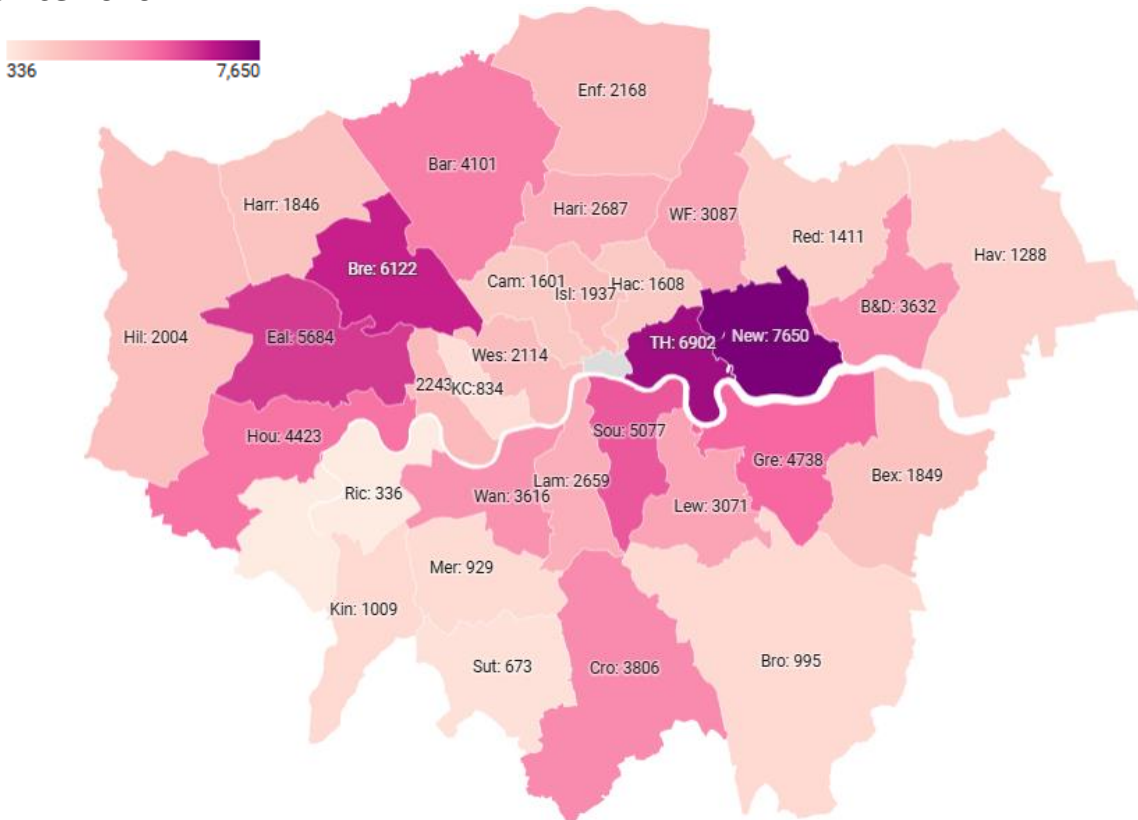 336 7,650
Enf: 2168
Bar: 4101
Harr: 1846
Hari: 2687
WF: 3087
Red: 1411
Hav: 1288
Bre: 6122
Cam: 1601
Isl: 1937
Hac: 1608
B&D: 3632
Hil: 2004
Eal: 5684
Wes: 2114
TH: 6902
New: 7650
2243
KC:834
Hou: 4423
Sou: 5077
Gre: 4738
Bex: 1849
Ric: 336
Wan: 3616
Lam: 2659
Lew: 3071
Mer: 929
Kin: 1009
Sut: 673
Cro: 3806
Bro: 995